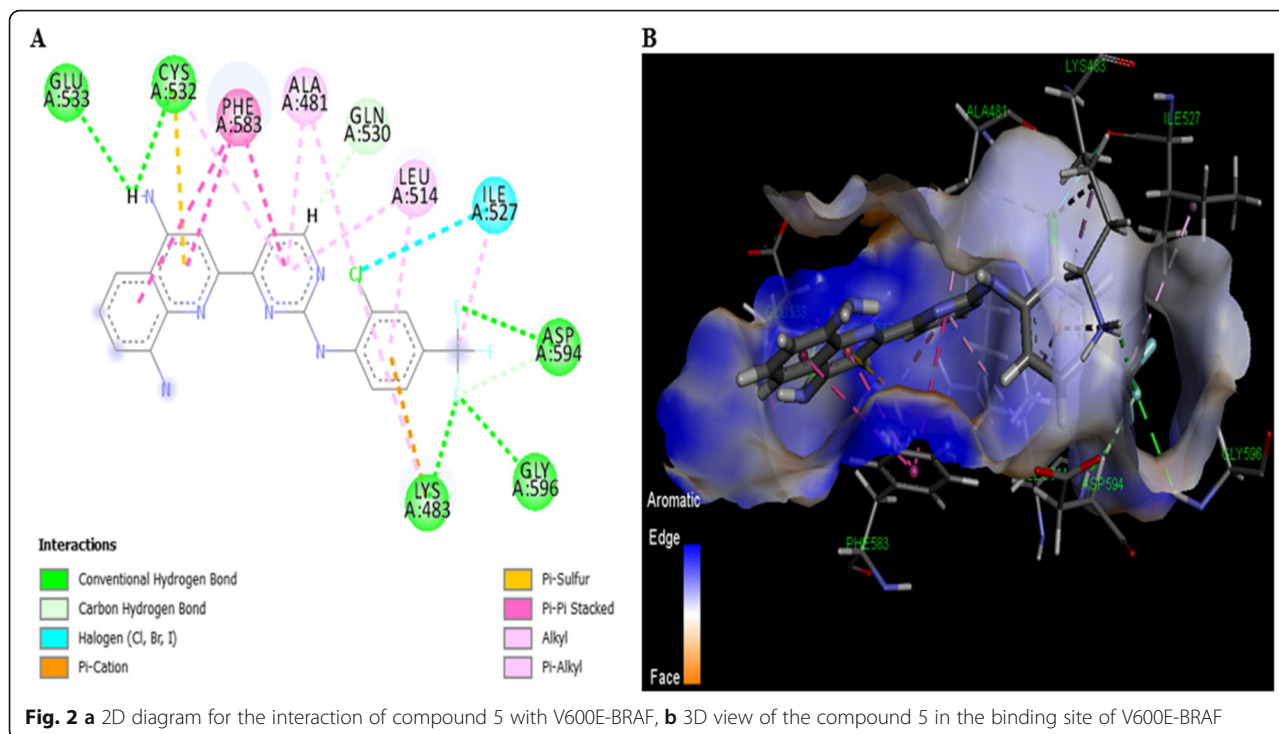 A
GLU
A:533
CYS
A:532
PHE
A:583
ALA
A:481
GLN
A:530
LEU
A:514
ILE
A:527
H
N
H
Cl
N
N
N
N
N
F
F
F
ASP
A:594
GLY
A:596
LYS
A:483
Interactions
Conventional Hydrogen Bond
Carbon Hydrogen Bond
Halogen (Cl, Br, I)
Pi-Cation
Pi-Sulfur
Pi-Pi Stacked
Alkyl
Pi-Alkyl
B
LYS483
ALA481
ILE527
GLU533
GLY596
ASP594
PHE583
Aromatic
Edge
Face
Fig. 2 a 2D diagram for the interaction of compound 5 with V600E-BRAF, b 3D view of the compound 5 in the binding site of V600E-BRAF